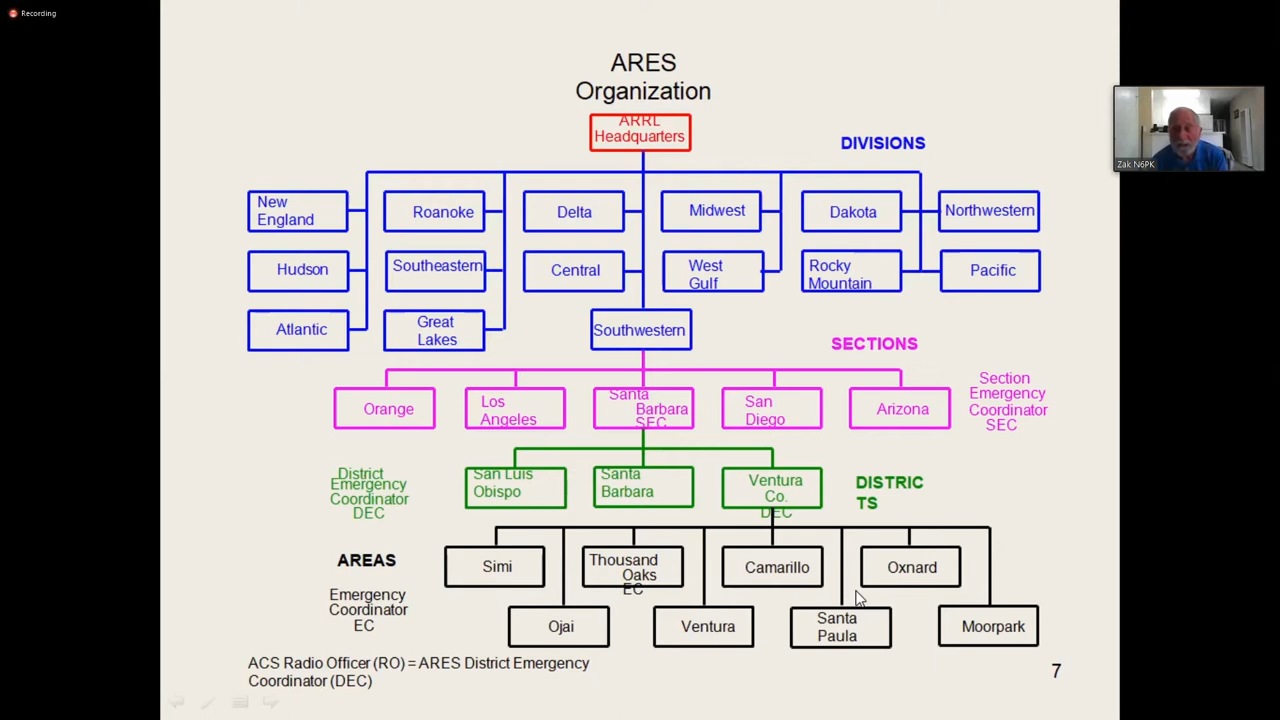 Recording
ARES
Organization
ARRL
Headquarters
DIVISIONS
New
England
Roanoke
Delta
Midwest
Dakota
Northwestern
Hudson
Southeastern
Central
West
Gulf
Rocky
Mountain
Pacific
Atlantic
Great
Lakes
Southwestern
SECTIONS
Orange
Los
Angeles
Santa
Barbara
SEC
San
Diego
Arizona
Section
Emergency
Coordinator
SEC
District
Emergency
Coordinator
DEC
San Luis
Obispo
Santa
Barbara
Ventura
Co.
DEC
DISTRIC
TS
AREAS
Emergency
Coordinator
EC
Simi
Thousand
Oaks
EC
Camarillo
Oxnard
Ojai
Ventura
Santa
Paula
Moorpark
ACS Radio Officer (RO) = ARES District Emergency
Coordinator (DEC)
7
Zak N6PK